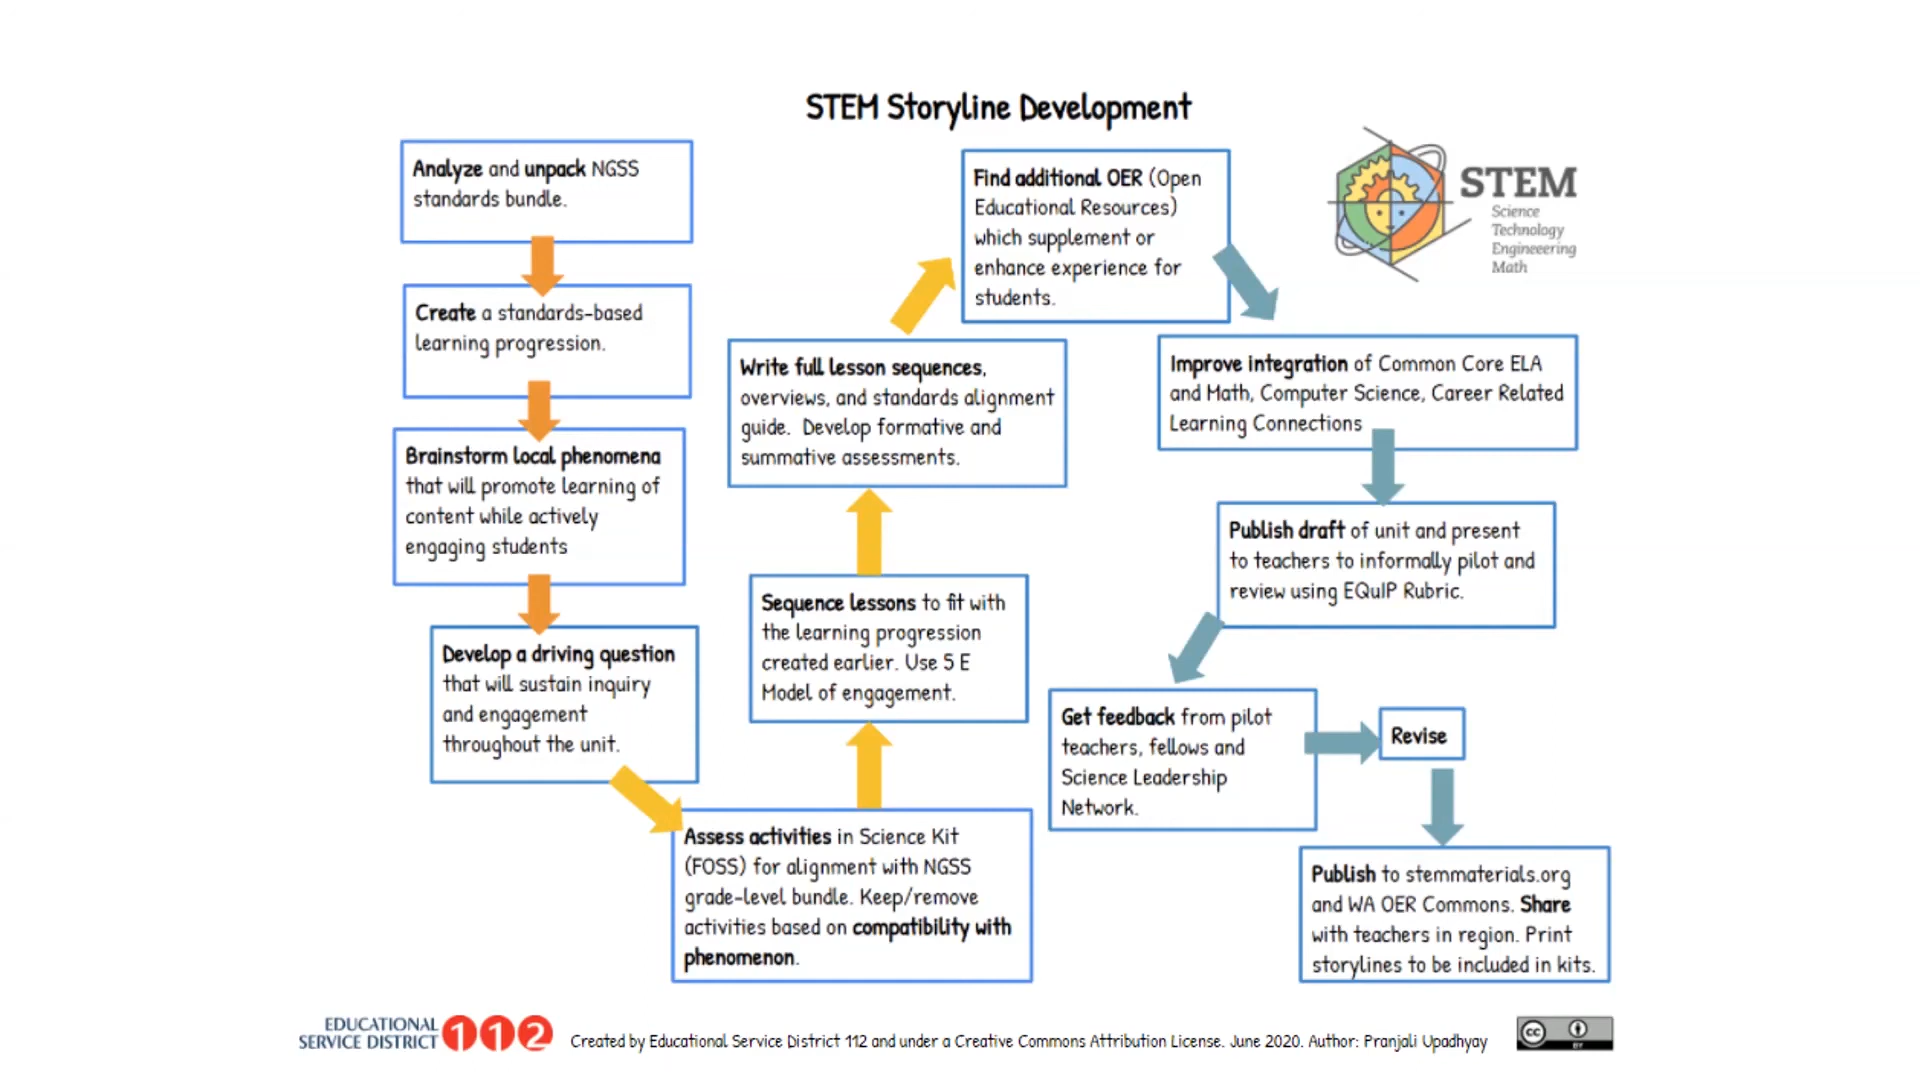 STEM Storyline Development
Analyze and unpack NGSS
standards bundle.
Create a standards-based
learning progression.
Brainstorm local phenomena
that will promote learning of
content while actively
engaging students
Develop a driving question
that will sustain inquiry
and engagement
throughout the unit.
Assess activities in Science Kit
(FOSS) for alignment with NGSS
grade-level bundle. Keep/remove
activities based on compatibility with
phenomenon.
Sequence lessons to fit with
the learning progression
created earlier. Use 5 E
Model of engagement.
Write full lesson sequences,
overviews, and standards alignment
guide. Develop formative and
summative assessments.
Find additional OER (Open
Educational Resources)
which supplement or
enhance experience for
students.
STEM
Science
Technology
Engineeering
Math
Improve integration of Common Core ELA
and Math, Computer Science, Career Related
Learning Connections
Publish draft of unit and present
to teachers to informally pilot and
review using EQuIP Rubric.
Get feedback from pilot
teachers, fellows and
Science Leadership
Network.
Revise
Publish to stemmaterials.org
and WA OER Commons. Share
with teachers in region. Print
storylines to be included in kits.
EDUCATIONAL
SERVICE DISTRICT 112
Created by Educational Service District 112 and under a Creative Commons Attribution License. June 2020. Author: Pranjali Upadhyay
cc
BY